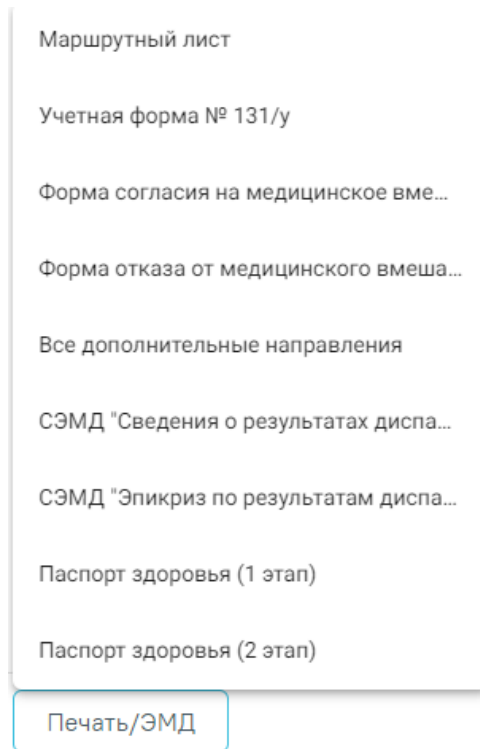 Маршрутный лист
Учетная форма № 131/у
Форма согласия на медицинское вме...
Форма отказа от медицинского вмеша...
Все дополнительные направления
СЭМД "Сведения о результатах диспа...
СЭМД "Эпикриз по результатам диспа...
Паспорт здоровья (1 этап)
Паспорт здоровья (2 этап)
Печать/ЭМД